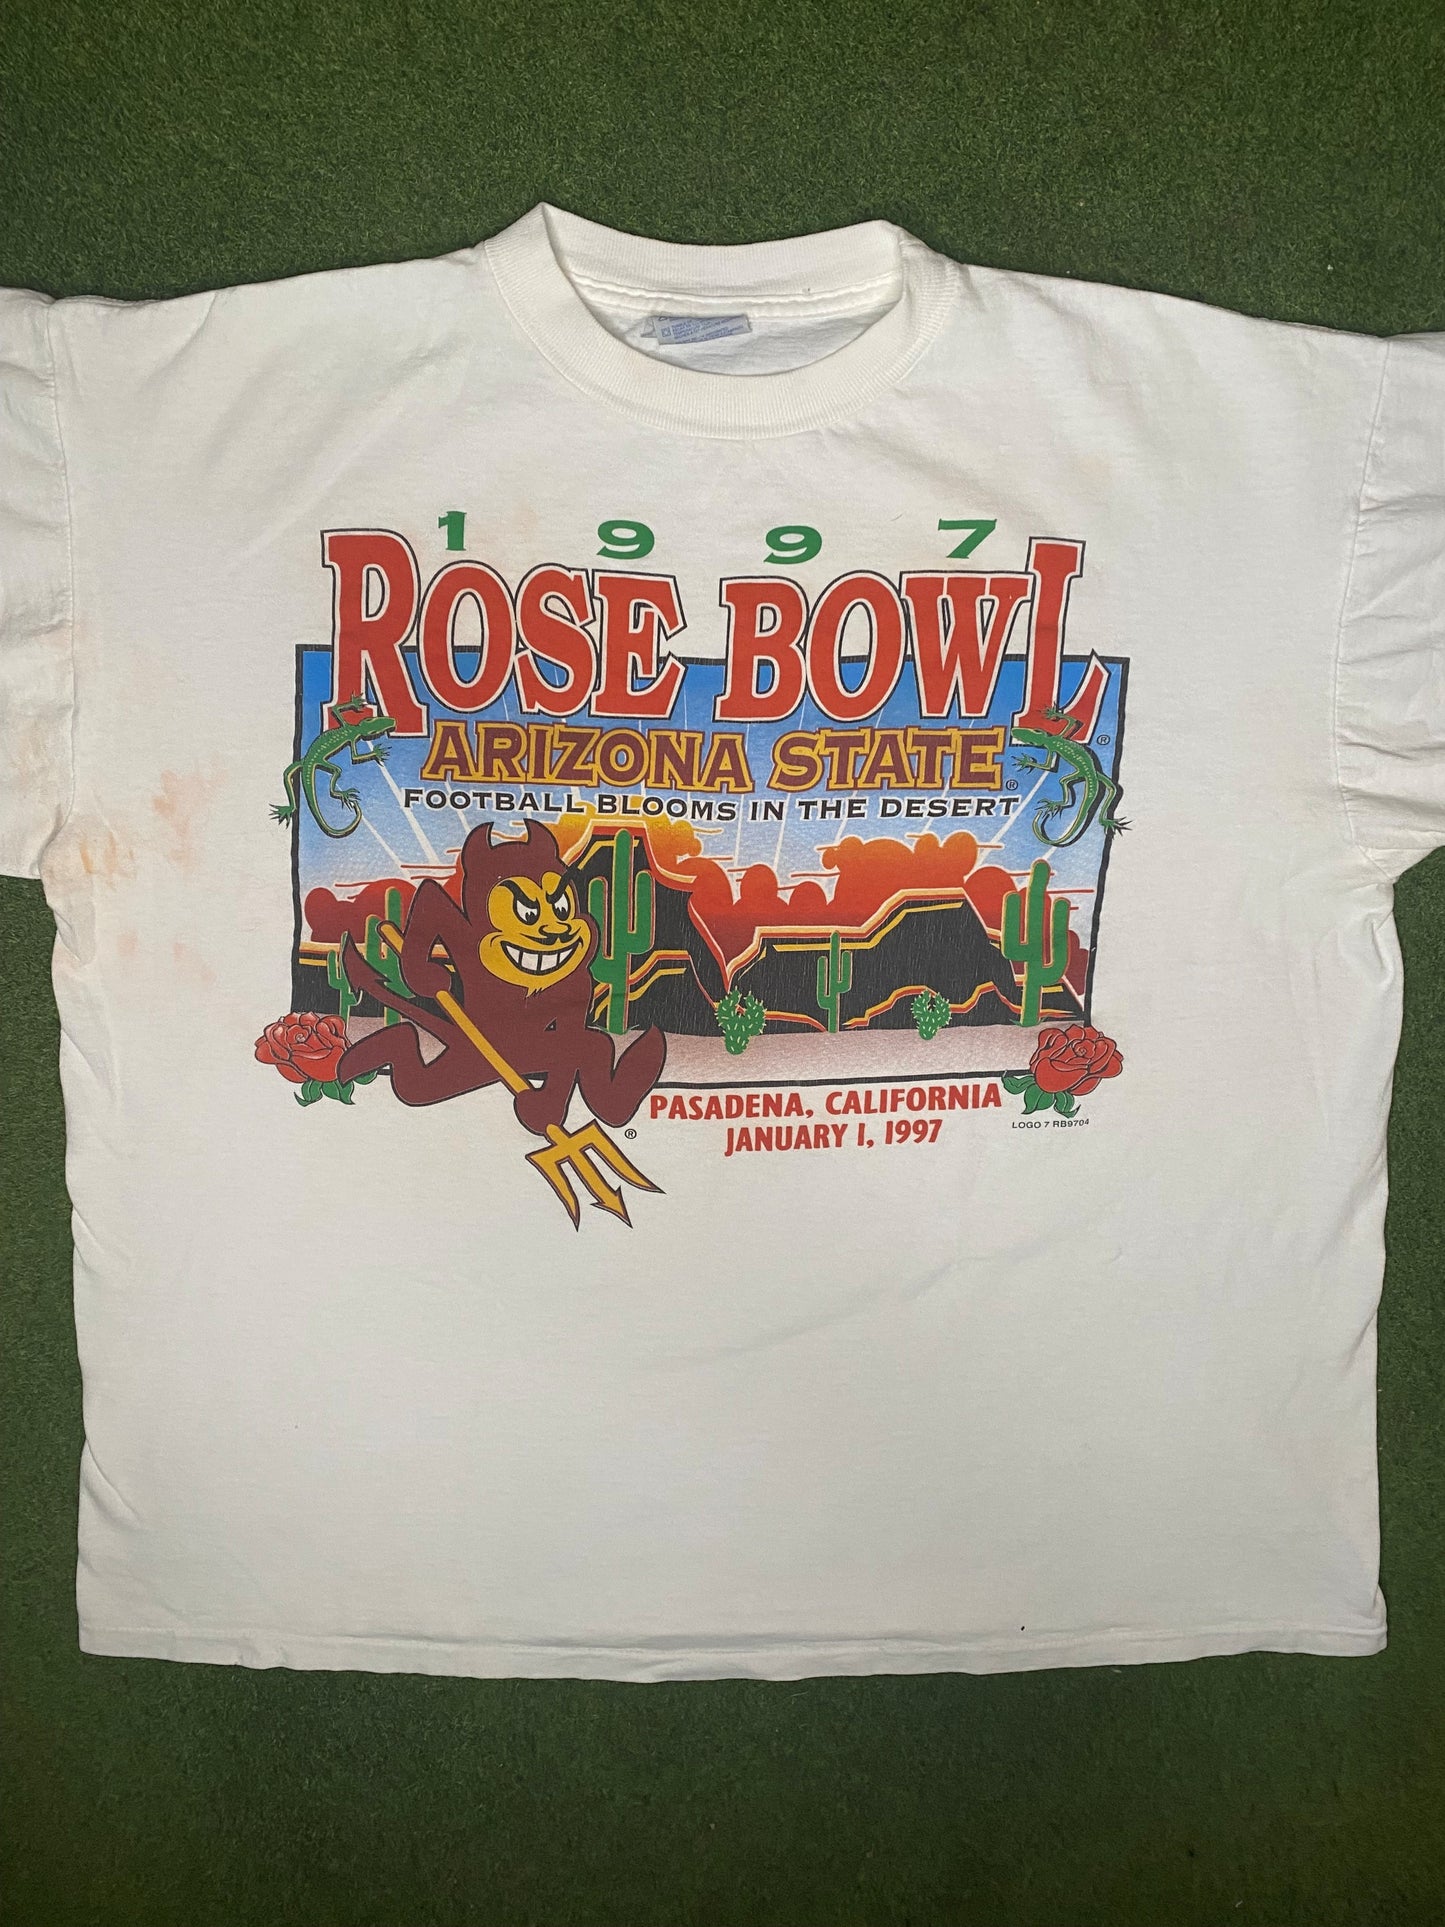 1997
ROSE BOWL®
ARIZONA STATE®
FOOTBALL BLOOMS IN THE DESERT
PASADENA, CALIFORNIA
JANUARY 1, 1997
LOGO 7 RB9704
®